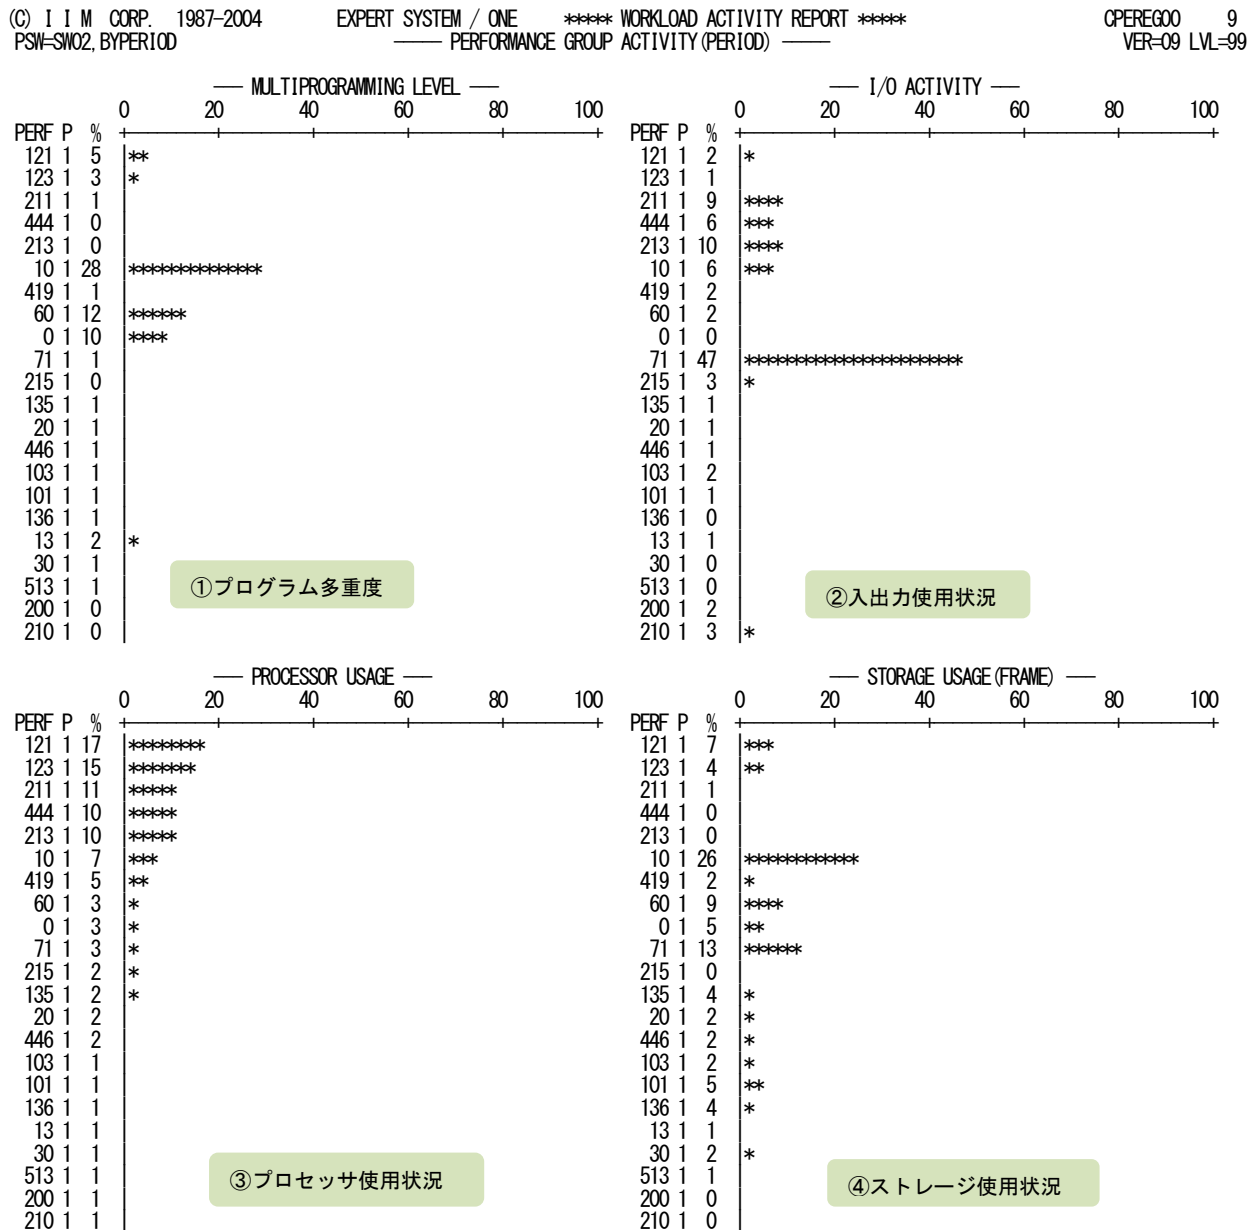 (C) I I M CORP. 1987-2004 EXPERT SYSTEM / ONE ***** WORKLOAD ACTIVITY REPORT ***** CPEREG00 9
PSW=SW02,BYPERIOD ----- PERFORMANCE GROUP ACTIVITY(PERIOD) ----- VER=09 LVL=99
--- MULTIPROGRAMMING LEVEL ---
0 20 40 60 80 100
PERF P %
121 1 5 |**
123 1 3 |*
211 1 1
444 1 0
213 1 0
10 1 28 |**************
419 1 1
60 1 12 |******
0 1 10 |****
71 1 1
215 1 0
135 1 1
20 1 1
446 1 1
103 1 1
101 1 1
136 1 1
13 1 2 |*
30 1 1
513 1 1
200 1 0
210 1 0
①プログラム多重度
--- I/O ACTIVITY ---
0 20 40 60 80 100
PERF P %
121 1 2 |*
123 1 1
211 1 9 |****
444 1 6 |***
213 1 10 |****
10 1 6 |***
419 1 2
60 1 2
0 1 0
71 1 47 |***********************
215 1 3 |*
135 1 1
20 1 1
446 1 1
103 1 2
101 1 1
136 1 0
13 1 1
30 1 0
513 1 0
200 1 2
210 1 3 |*
②入出力使用状況
--- PROCESSOR USAGE ---
0 20 40 60 80 100
PERF P %
121 1 17 |********
123 1 15 |*******
211 1 11 |*****
444 1 10 |*****
213 1 10 |*****
10 1 7 |***
419 1 5 |**
60 1 3 |*
0 1 3 |*
71 1 3 |*
215 1 2 |*
135 1 2 |*
20 1 2
446 1 2
103 1 1
101 1 1
136 1 1
13 1 1
30 1 1
513 1 1
200 1 1
210 1 1
③プロセッサ使用状況
--- STORAGE USAGE(FRAME) ---
0 20 40 60 80 100
PERF P %
121 1 7 |***
123 1 4 |**
211 1 1
444 1 0
213 1 0
10 1 26 |************
419 1 2 |*
60 1 9 |****
0 1 5 |**
71 1 13 |******
215 1 0
135 1 4 |*
20 1 2 |*
446 1 2 |*
103 1 2 |*
101 1 5 |**
136 1 4 |*
13 1 1
30 1 2 |*
513 1 1
200 1 0
210 1 0
④ストレージ使用状況